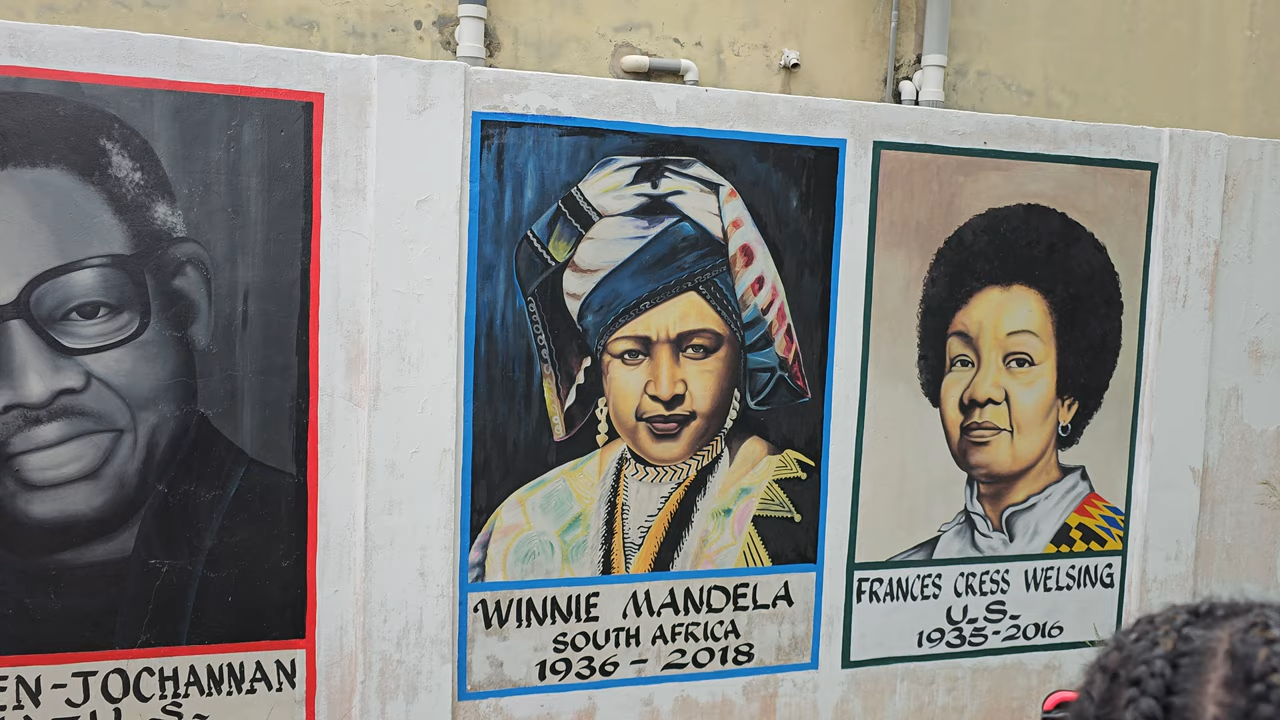 EN-JOCHANNAN
U.S.
WINNIE MANDELA
SOUTH AFRICA
1936 - 2018
FRANCES CRESS WELSING
U.S.
1935-2016